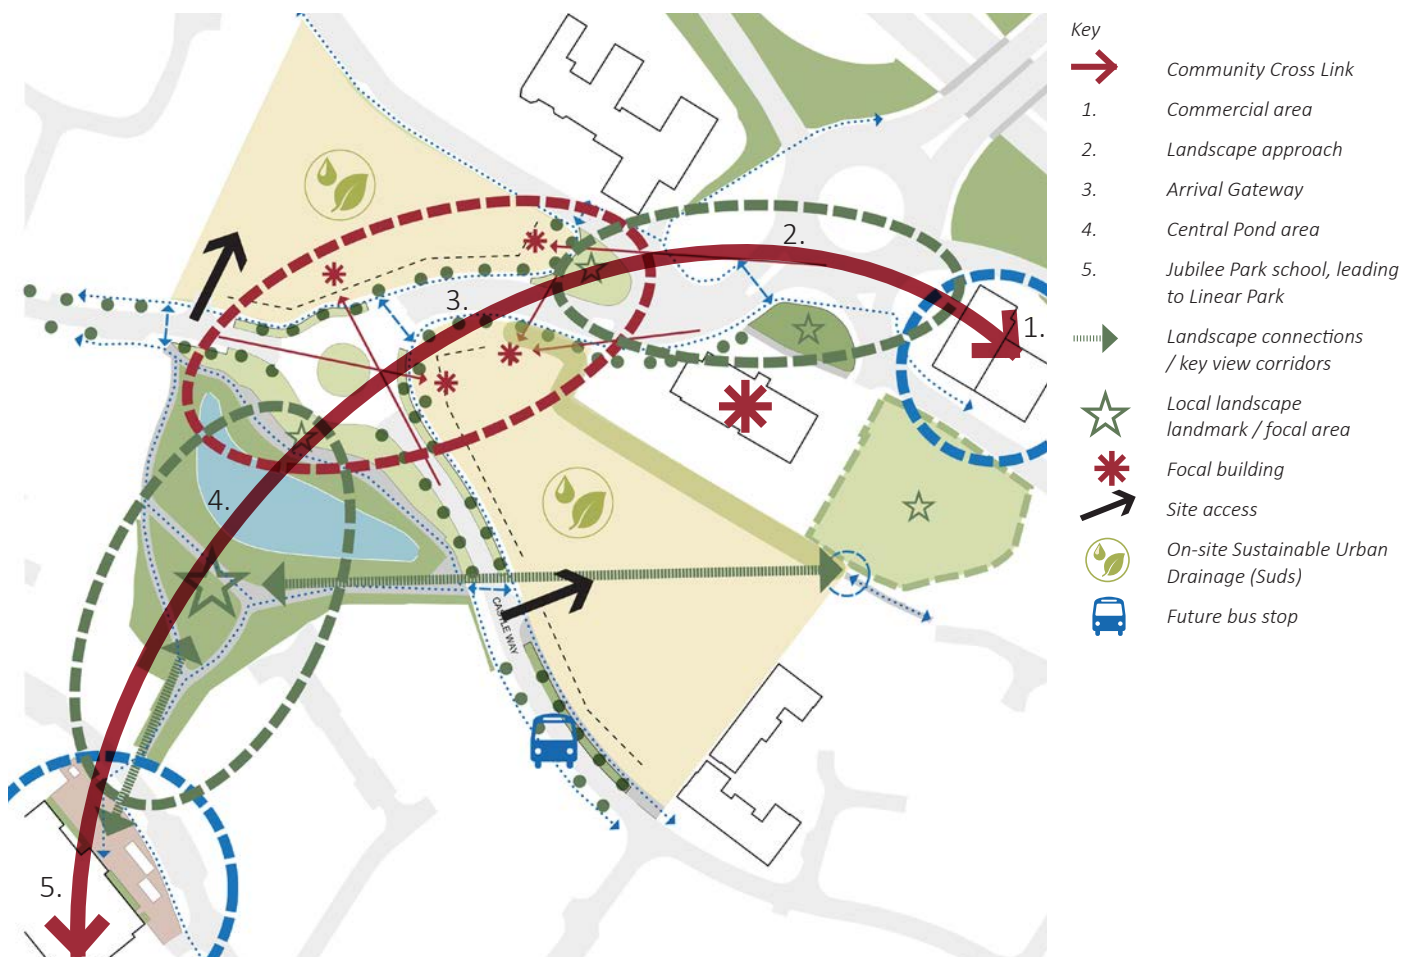 2.
3.
1.
4.
CASTLE WAY
5.
Key
Community Cross Link
1. Commercial area
2. Landscape approach
3. Arrival Gateway
4. Central Pond area
5. Jubilee Park school, leading
to Linear Park
Landscape connections
/ key view corridors
Local landscape
landmark / focal area
Focal building
Site access
On-site Sustainable Urban
Drainage (Suds)
Future bus stop